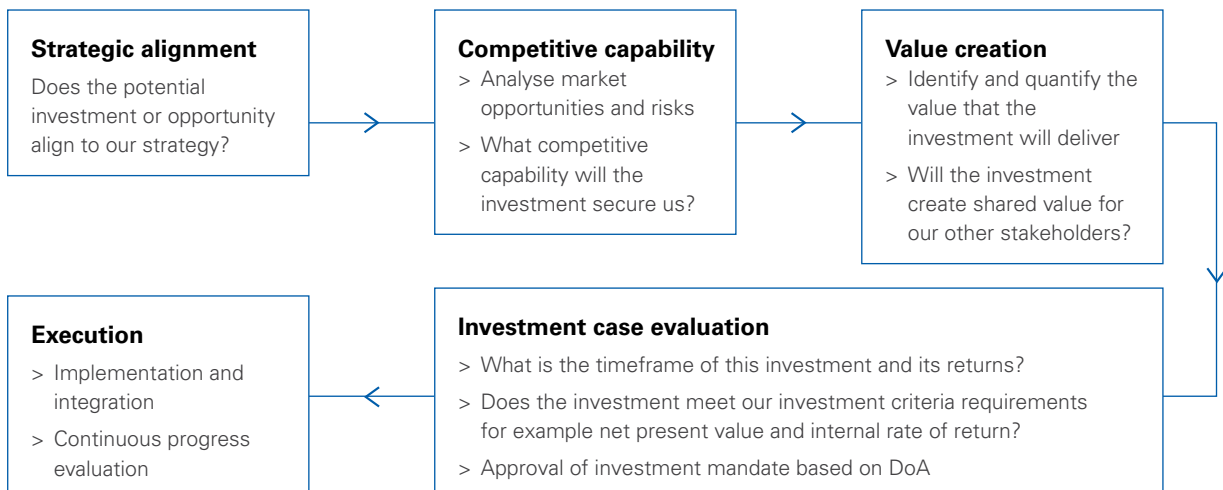 Strategic alignment
Does the potential
investment or opportunity
align to our strategy?
Competitive capability
> Analyse market
opportunities and risks
> What competitive
capability will the
investment secure us?
Value creation
> Identify and quantify the
value that the
investment will deliver
> Will the investment
create shared value for
our other stakeholders?
Investment case evaluation
> What is the timeframe of this investment and its returns?
> Does the investment meet our investment criteria requirements
for example net present value and internal rate of return?
> Approval of investment mandate based on DoA
Execution
> Implementation and
integration
> Continuous progress
evaluation